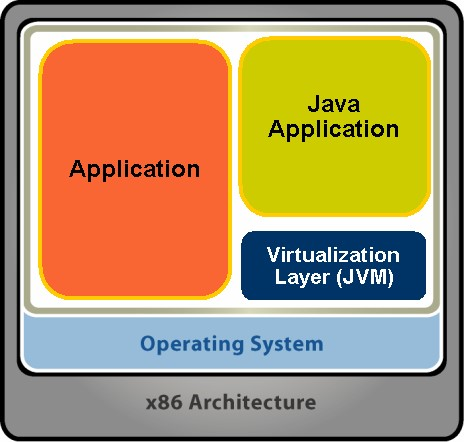 Application
Java
Application
Virtualization
Layer (JVM)
Operating System
x86 Architecture